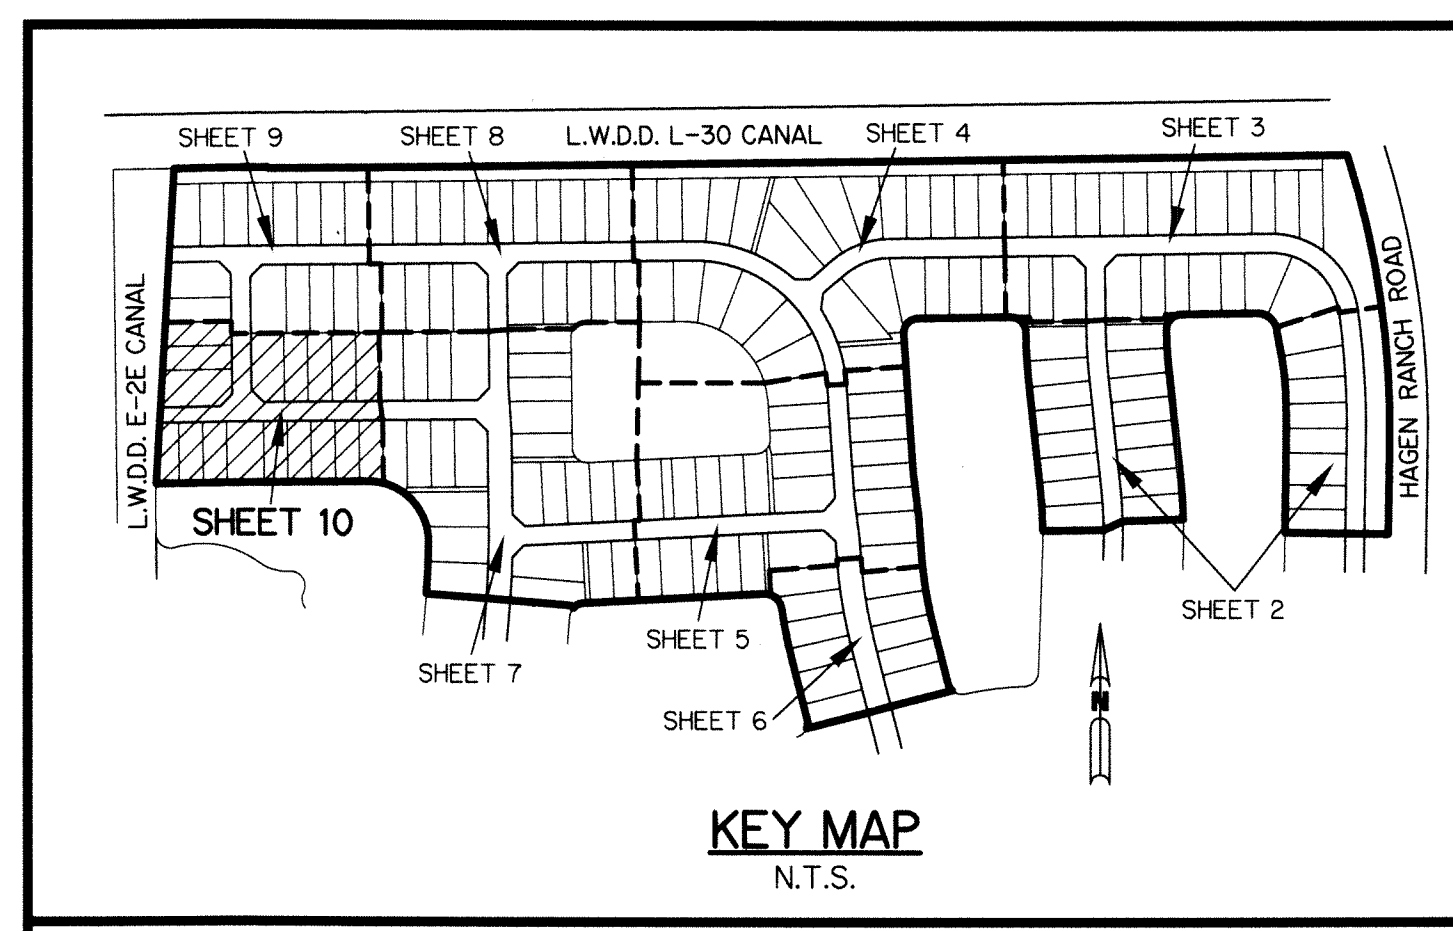 SHEET 9
SHEET 8
L.W.D.D. L-30 CANAL
SHEET 4
SHEET 3
L.W.D.D. E-2E CANAL
HAGEN RANCH ROAD
SHEET 10
SHEET 2
SHEET 5
SHEET 7
SHEET 6
N
KEY MAP
N.T.S.